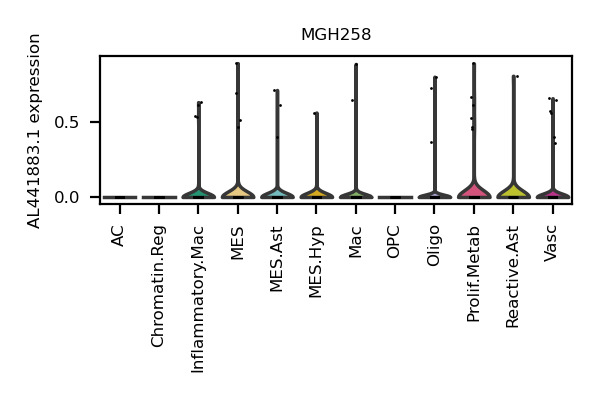 MGH258
AL441883.1 expression
0.5
0.0
AC
Chromatin.Reg
Inflammatory.Mac
MES
MES.Ast
MES.Hyp
Mac
OPC
Oligo
Prolif.Metab
Reactive.Ast
Vasc